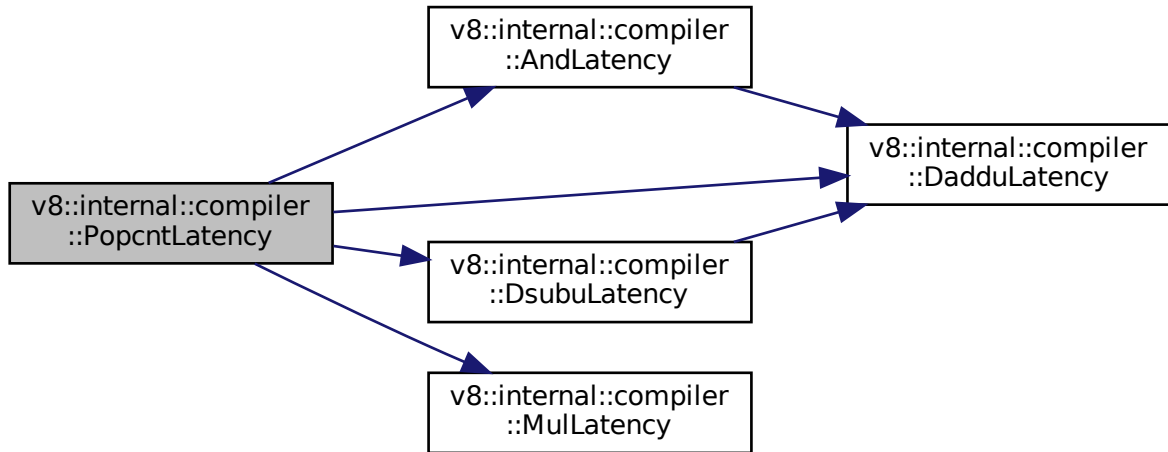 v8::internal::compiler
::AndLatency
v8::internal::compiler
::DadduLatency
v8::internal::compiler
::PopcntLatency
v8::internal::compiler
::DsubuLatency
v8::internal::compiler
::MulLatency